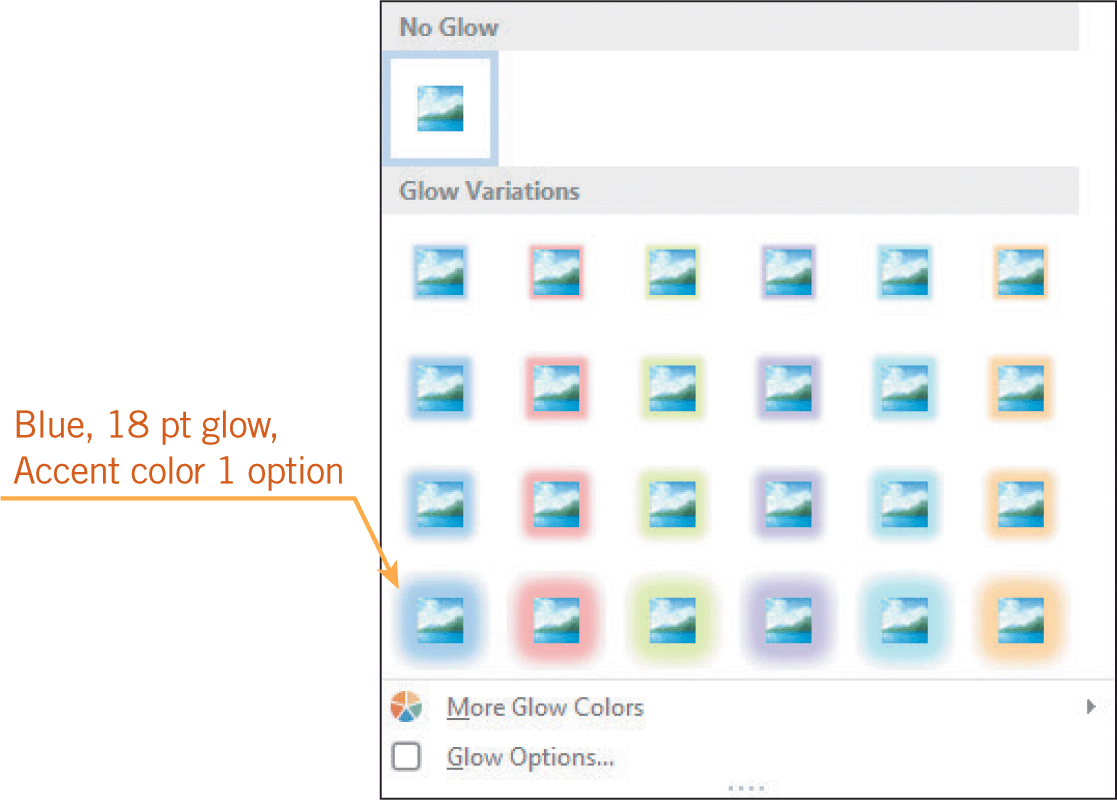 No Glow
Glow Variations
Blue, 18 pt glow,
Accent color 1 option
More Glow Colors
Glow Options...